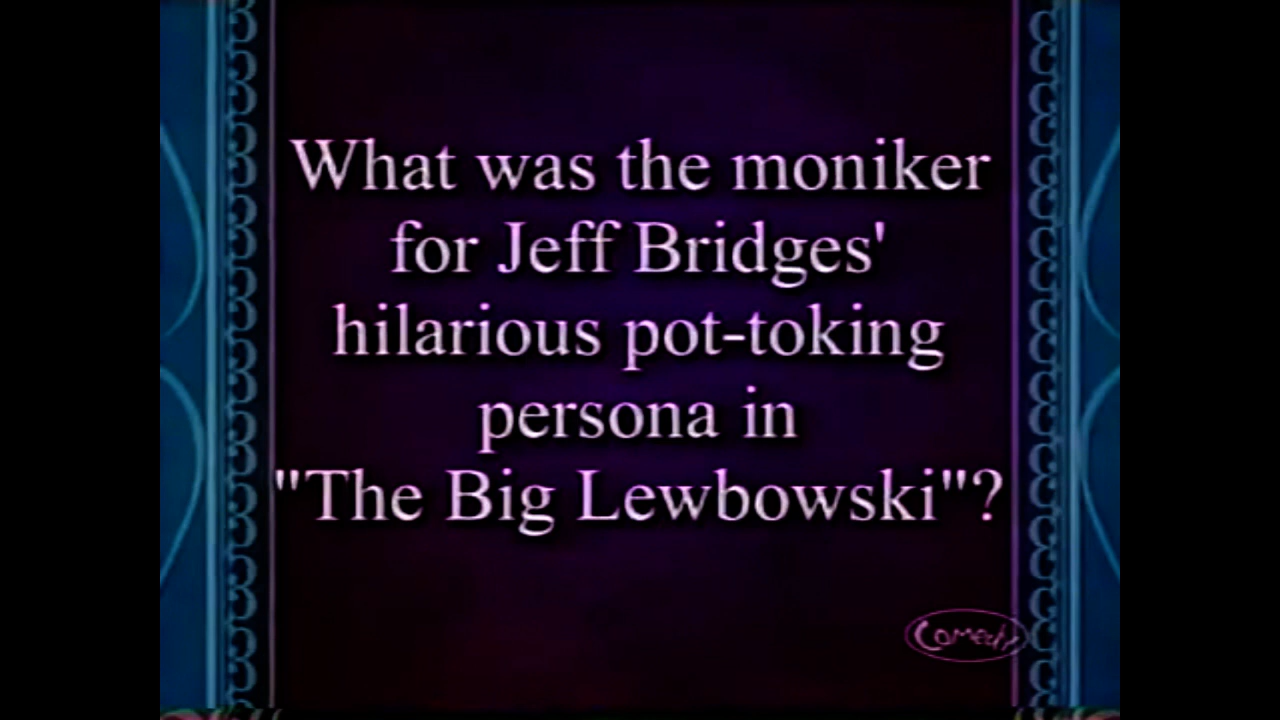 What was the moniker
for Jeff Bridges'
hilarious pot-toking
persona in
"The Big Lewbowski"?
Comedy